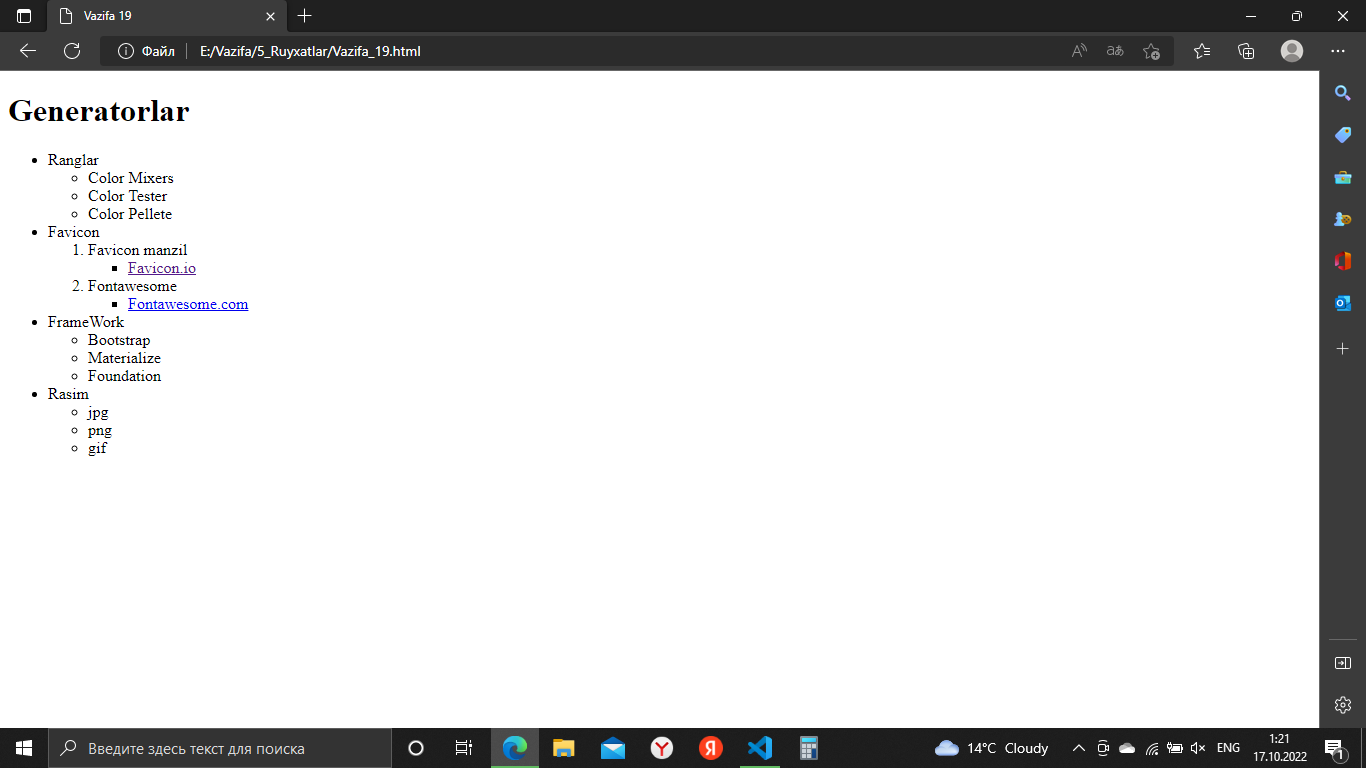 Vazifa 19
Файл E:/Vazifa/5_Ruyxatlar/Vazifa_19.html
Generatorlar
Ranglar
Color Mixers
Color Tester
Color Pellete
Favicon
1. Favicon manzil
Favicon.io
2. Fontawesome
Fontawesome.com
FrameWork
Bootstrap
Materialize
Foundation
Rasim
jpg
png
gif
Введите здесь текст для поиска
14°C Cloudy
ENG
1:21
17.10.2022
1